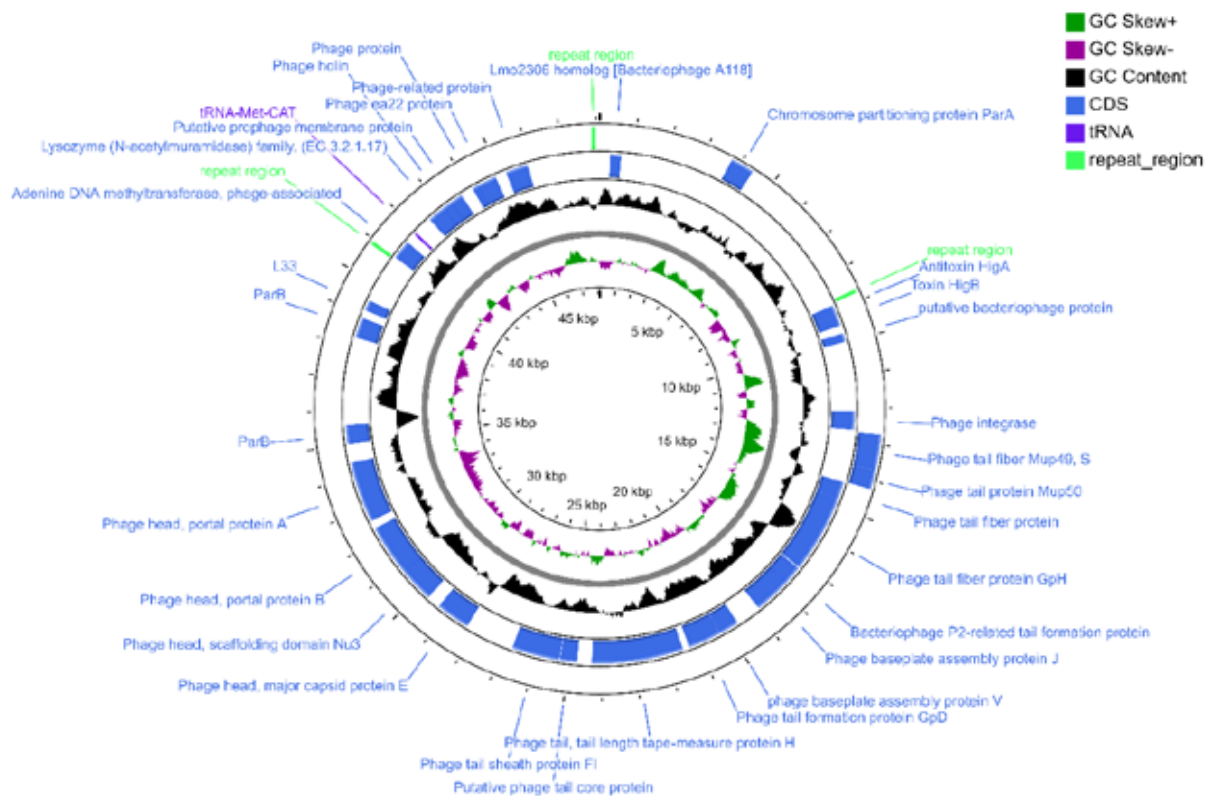 GC Skew+
GC Skew-
GC Content
CDS
tRNA
repeat_region
Phage protein
Phage holin
Phage-related protein
Phage ea22 protein
tRNA-Met-CAT
Putative prophage membrane protein
Lysozyme (N-acetylmuramidase) family. (EC 3.2.1.17)
repeat region
Adenine DNA methyltransferase, phage-associated
L33
ParB
ParB
Phage head, portal protein A
Phage head, portal protein B
Phage head, scaffolding domain Nu3
Phage head, major capsid protein E
Phage tail sheath protein FI
Putative phage tail core protein
Phage tail, tail length tape-measure protein H
Phage tail formation protein GpD
phage baseplate assembly protein V
Phage baseplate assembly protein J
Bacteriophage P2-related tail formation protein
Phage tail fiber protein GpH
Phage tail fiber protein
Phage tail protein Mup50
Phage tail fiber Mup49, S
Phage integrase
putative bacteriophage protein
Toxin HigB
Antitoxin HigA
repeat region
Chromosome partitioning protein ParA
Lmo2306 homolog [Bacteriophage A118]
repeat region
5 kbp
10 kbp
15 kbp
20 kbp
25 kbp
30 kbp
35 kbp
40 kbp
45 kbp